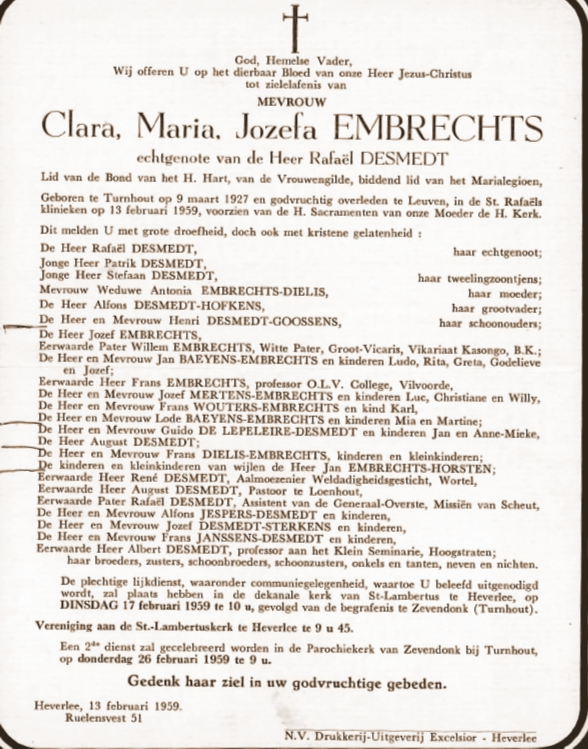 God, Hemelse Vader,
Wij offeren U op het dierbaar Bloed van onze Heer Jezus-Christus
tot zielelafenis van
MEVROUW
Clara, Maria, Jozefa EMBRECHTS
echtgenote van de Heer Rafaël DESMEDT
Lid van de Bond van het H. Hart, van de Vrouwengilde, biddend lid van het Marialegioen,
Geboren te Turnhout op 9 maart 1927 en godvruchtig overleden te Leuven, in de St. Rafaëls
klinieken op 13 februari 1959, voorzien van de H. Sacramenten van onze Moeder de H. Kerk.
Dit melden U met grote droefheid, doch ook met kristene gelatenheid :
De Heer Rafaël DESMEDT, haar echtgenoot;
Jonge Heer Patrik DESMEDT,
Jonge Heer Stefaan DESMEDT, haar tweelingzoontjens;
Mevrouw Weduwe Antonia EMBRECHTS-DIELIS, haar moeder;
De Heer Alfons DESMEDT-HOFKENS, haar grootvader;
De Heer en Mevrouw Henri DESMEDT-GOOSSENS, haar schoonouders;
De Heer Jozef EMBRECHTS,
Eerwaarde Pater Willem EMBRECHTS, Witte Pater, Groot-Vicaris, Vikariaat Kasongo, B.K.;
De Heer en Mevrouw Jan BAEYENS-EMBRECHTS en kinderen Ludo, Rita, Greta, Godelieve
en Jozef;
Eerwaarde Heer Frans EMBRECHTS, professor O.L.V. College, Vilvoorde,
De Heer en Mevrouw Jozef MERTENS-EMBRECHTS en kinderen Luc, Christiane en Willy,
De Heer en Mevrouw Frans WOUTERS-EMBRECHTS en kind Karl,
De Heer en Mevrouw Lode BAEYENS-EMBRECHTS en kinderen Mia en Martine;
De Heer en Mevrouw Guido DE LEPELEIRE-DESMEDT en kinderen Jan en Anne-Mieke,
De Heer August DESMEDT;
De Heer en Mevrouw Frans DIELIS-EMBRECHTS, kinderen en kleinkinderen;
De kinderen en kleinkinderen van wijlen de Heer Jan EMBRECHTS-HORSTEN;
Eerwaarde Heer René DESMEDT, Aalmoezenier Weldadigheidsgesticht, Wortel,
Eerwaarde Heer August DESMEDT, Pastoor te Loenhout,
Eerwaarde Pater Rafaël DESMEDT, Assistent van de Generaal-Overste, Missiën van Scheut,
De Heer en Mevrouw Alfons JESPERS-DESMEDT en kinderen,
De Heer en Mevrouw Jozef DESMEDT-STERKENS en kinderen,
De Heer en Mevrouw Frans JANSSENS-DESMEDT en kinderen,
Eerwaarde Heer Albert DESMEDT, professor aan het Klein Seminarie, Hoogstraten;
haar broeders, zusters, schoonbroeders, schoonzusters, onkels en tanten, neven en nichten.
De plechtige lijkdienst, waaronder communiegelegenheid, waartoe U beleefd uitgenodigd
wordt, zal plaats hebben in de dekanale kerk van St-Lambertus te Heverlee, op
DINSDAG 17 februari 1959 te 10 u, gevolgd van de begrafenis te Zevendonk (Turnhout).
Vereniging aan de St.-Lambertuskerk te Heverlee te 9 u 45.
Een 2de dienst zal gecelebreerd worden in de Parochiekerk van Zevendonk bij Turnhout,
op donderdag 26 februari 1959 te 9 u.
Gedenk haar ziel in uw godvruchtige gebeden.
Heverlee, 13 februari 1959.
Ruelensvest 51
N.V. Drukkerij-Uitgeverij Excelsior - Heverlee